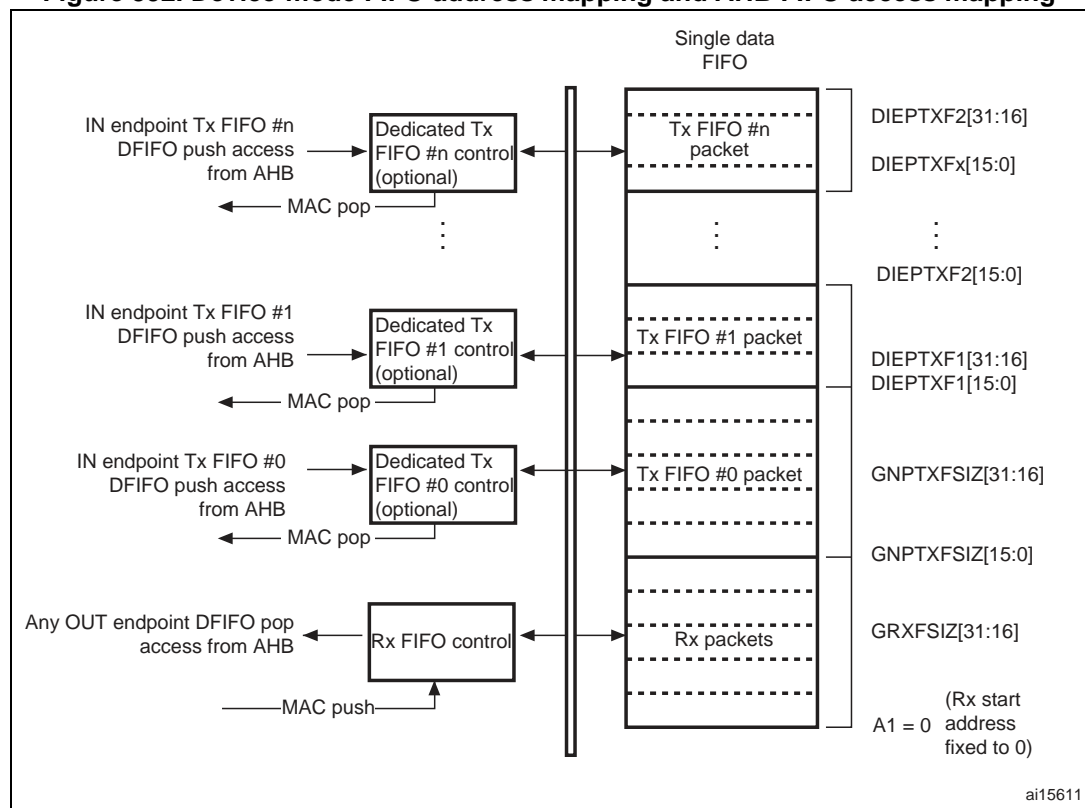 Figure Device-mode FIFO address mapping and AHB FIFO access mapping
Single data
FIFO
IN endpoint Tx FIFO #n
DFIFO push access
from AHB
Dedicated Tx
FIFO #n control
(optional)
MAC pop
Tx FIFO #n
packet
DIEPTXF2[31:16]
DIEPTXFx[15:0]
DIEPTXF2[15:0]
IN endpoint Tx FIFO #1
DFIFO push access
from AHB
Dedicated Tx
FIFO #1 control
(optional)
MAC pop
Tx FIFO #1 packet
DIEPTXF1[31:16]
DIEPTXF1[15:0]
IN endpoint Tx FIFO #0
DFIFO push access
from AHB
Dedicated Tx
FIFO #0 control
(optional)
MAC pop
Tx FIFO #0 packet
GNPTXFSIZ[31:16]
GNPTXFSIZ[15:0]
Any OUT endpoint DFIFO pop
access from AHB
Rx FIFO control
MAC push
Rx packets
GRXFSIZ[31:16]
A1 = 0
(Rx start
address
fixed to 0)
ai15611